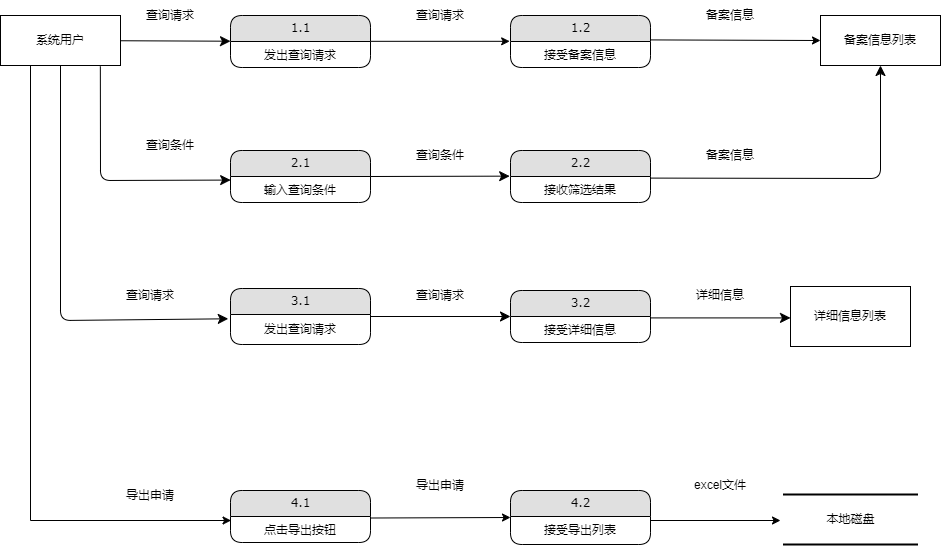 查询请求
查询请求
备案信息
系统用户
1.1
发出查询请求
1.2
接受备案信息
备案信息列表
查询条件
查询条件
备案信息
2.1
输入查询条件
2.2
接收筛选结果
查询请求
查询请求
详细信息
3.1
发出查询请求
3.2
接受详细信息
详细信息列表
导出申请
导出申请
excel文件
4.1
点击导出按钮
4.2
接受导出列表
本地磁盘